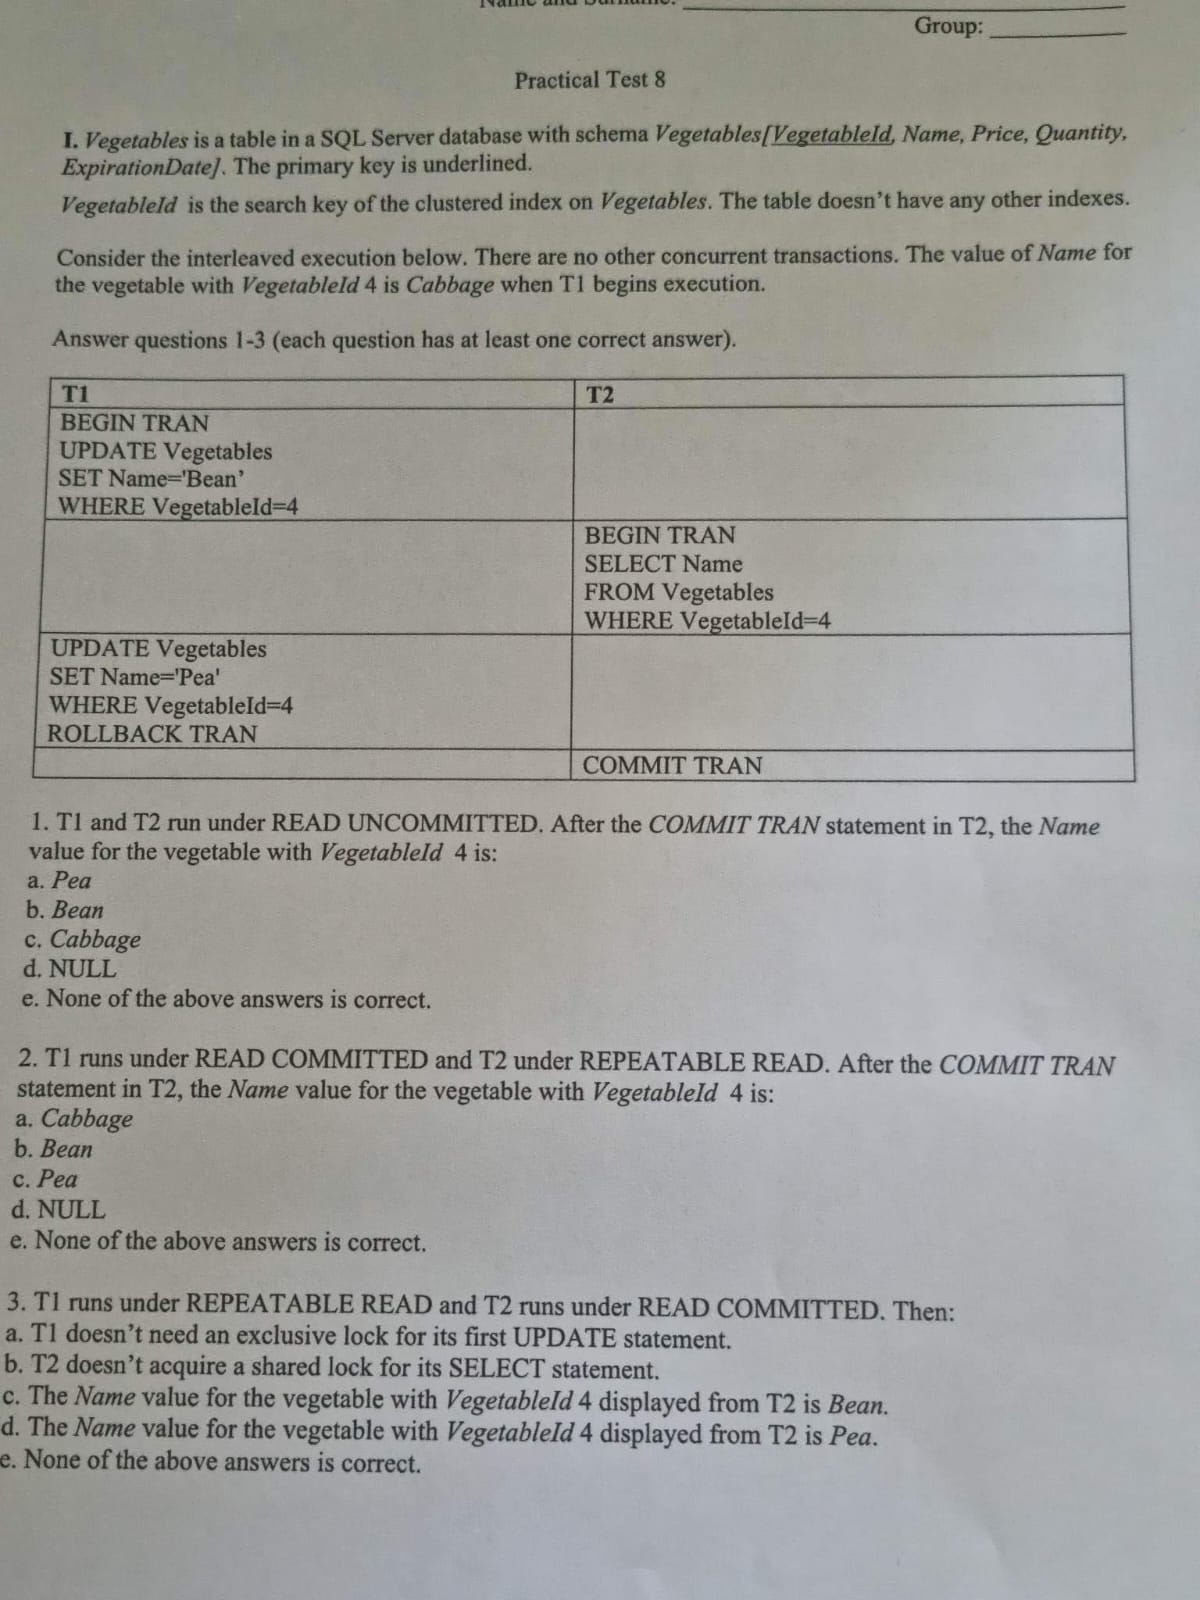 Name and Surname:
Group:
Practical Test 8
I. Vegetables is a table in a SQL Server database with schema Vegetables[VegetableId, Name, Price, Quantity,
ExpirationDate]. The primary key is underlined.
VegetableId is the search key of the clustered index on Vegetables. The table doesn't have any other indexes.
Consider the interleaved execution below. There are no other concurrent transactions. The value of Name for
the vegetable with VegetableId 4 is Cabbage when T1 begins execution.
Answer questions 1-3 (each question has at least one correct answer).
T1
T2
BEGIN TRAN
UPDATE Vegetables
SET Name='Bean’
WHERE VegetableId=4
BEGIN TRAN
SELECT Name
FROM Vegetables
WHERE VegetableId=4
UPDATE Vegetables
SET Name='Pea'
WHERE VegetableId=4
ROLLBACK TRAN
COMMIT TRAN
1. T1 and T2 run under READ UNCOMMITTED. After the COMMIT TRAN statement in T2, the Name
value for the vegetable with VegetableId 4 is:
a. Pea
b. Bean
c. Cabbage
d. NULL
e. None of the above answers is correct.
2. T1 runs under READ COMMITTED and T2 under REPEATABLE READ. After the COMMIT TRAN
statement in T2, the Name value for the vegetable with VegetableId 4 is:
a. Cabbage
b. Bean
c. Pea
d. NULL
e. None of the above answers is correct.
3. T1 runs under REPEATABLE READ and T2 runs under READ COMMITTED. Then:
a. T1 doesn't need an exclusive lock for its first UPDATE statement.
b. T2 doesn't acquire a shared lock for its SELECT statement.
c. The Name value for the vegetable with VegetableId 4 displayed from T2 is Bean.
d. The Name value for the vegetable with VegetableId 4 displayed from T2 is Pea.
e. None of the above answers is correct.